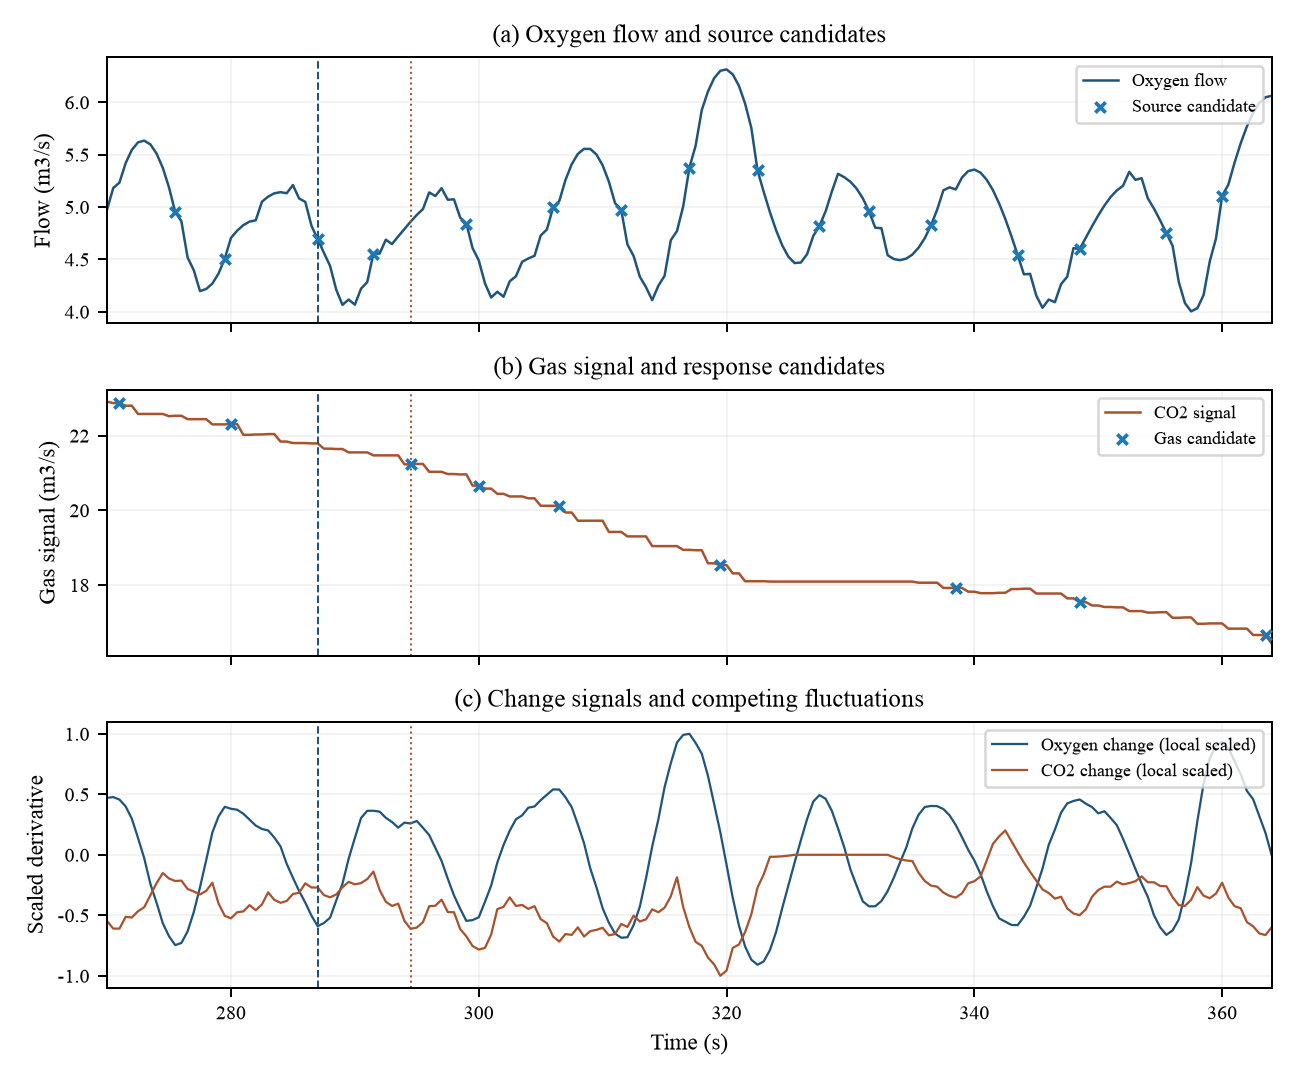 (a) Oxygen flow and source candidates
Flow (m3/s)
6.0
5.5
5.0
4.5
4.0
Oxygen flow
Source candidate
(b) Gas signal and response candidates
Gas signal (m3/s)
22
20
18
CO2 signal
Gas candidate
(c) Change signals and competing fluctuations
Scaled derivative
1.0
0.5
0.0
-0.5
-1.0
Oxygen change (local scaled)
CO2 change (local scaled)
280
300
320
340
360
Time (s)